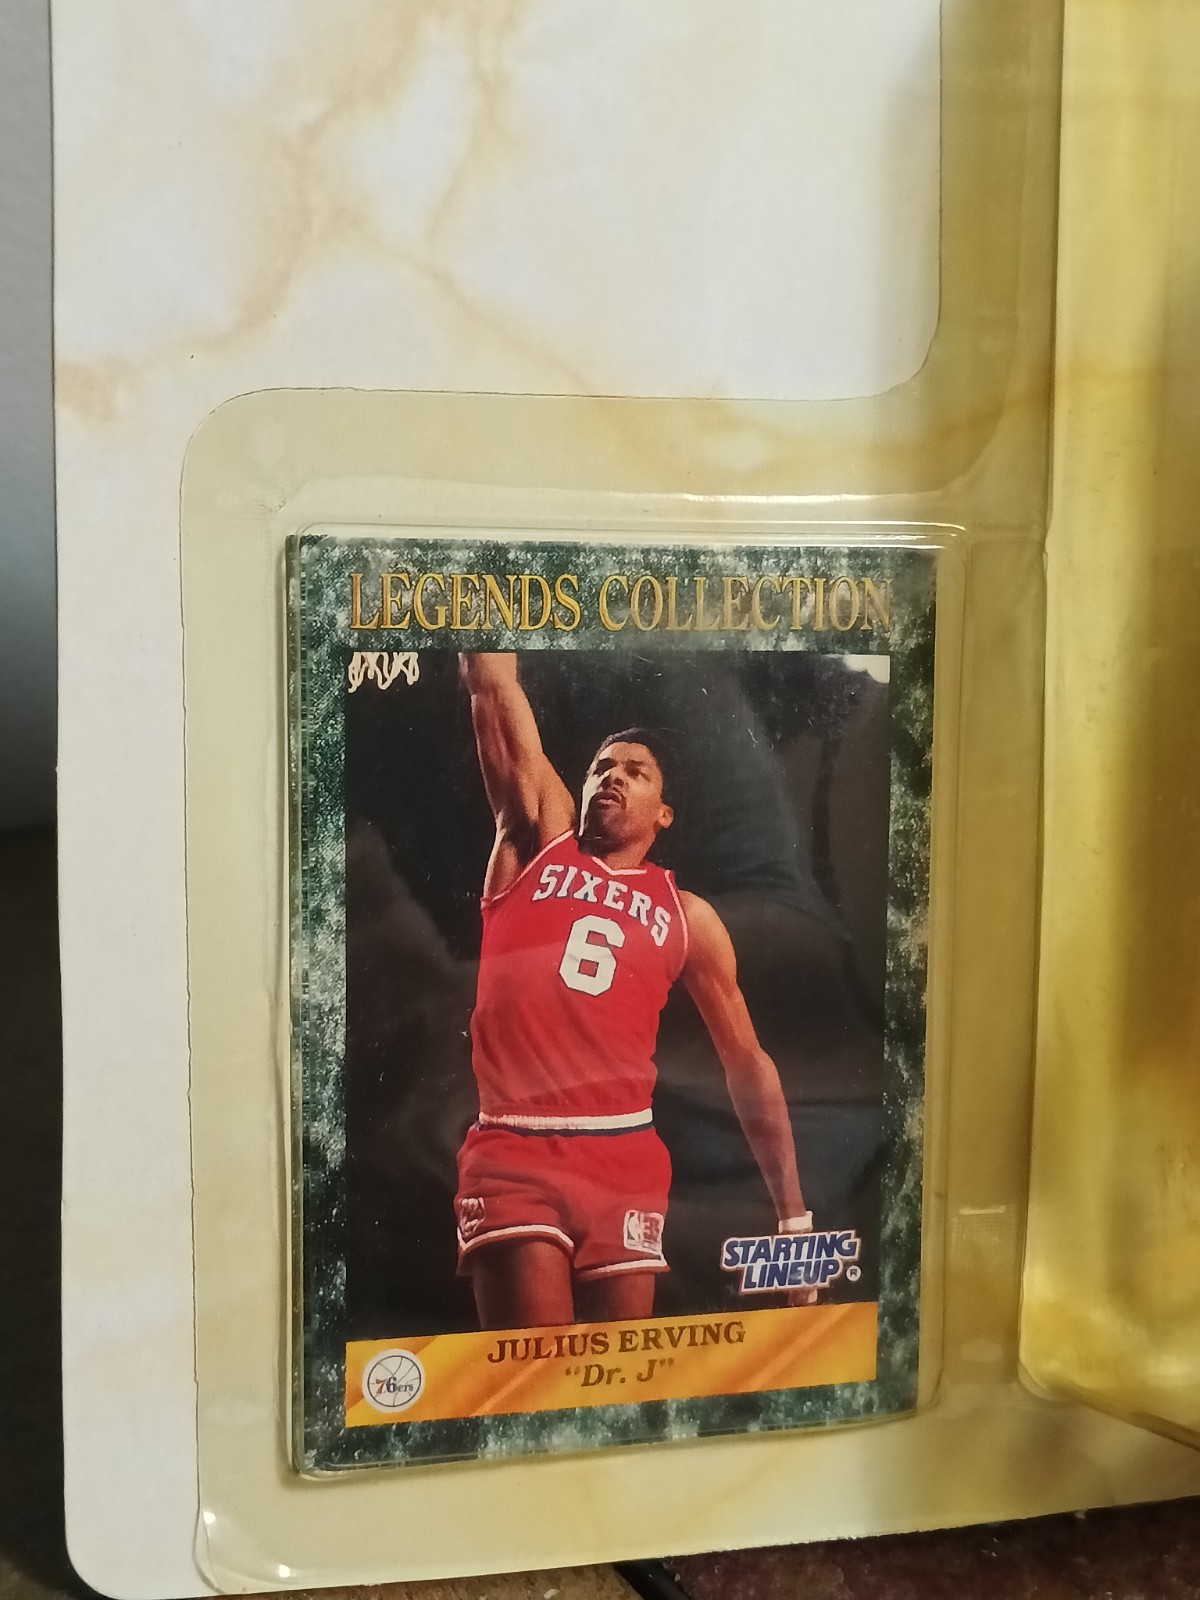 LEGENDS COLLECTION
SIXERS
6
STARTING
LINEUP ®
JULIUS ERVING
"Dr. J"
76ers